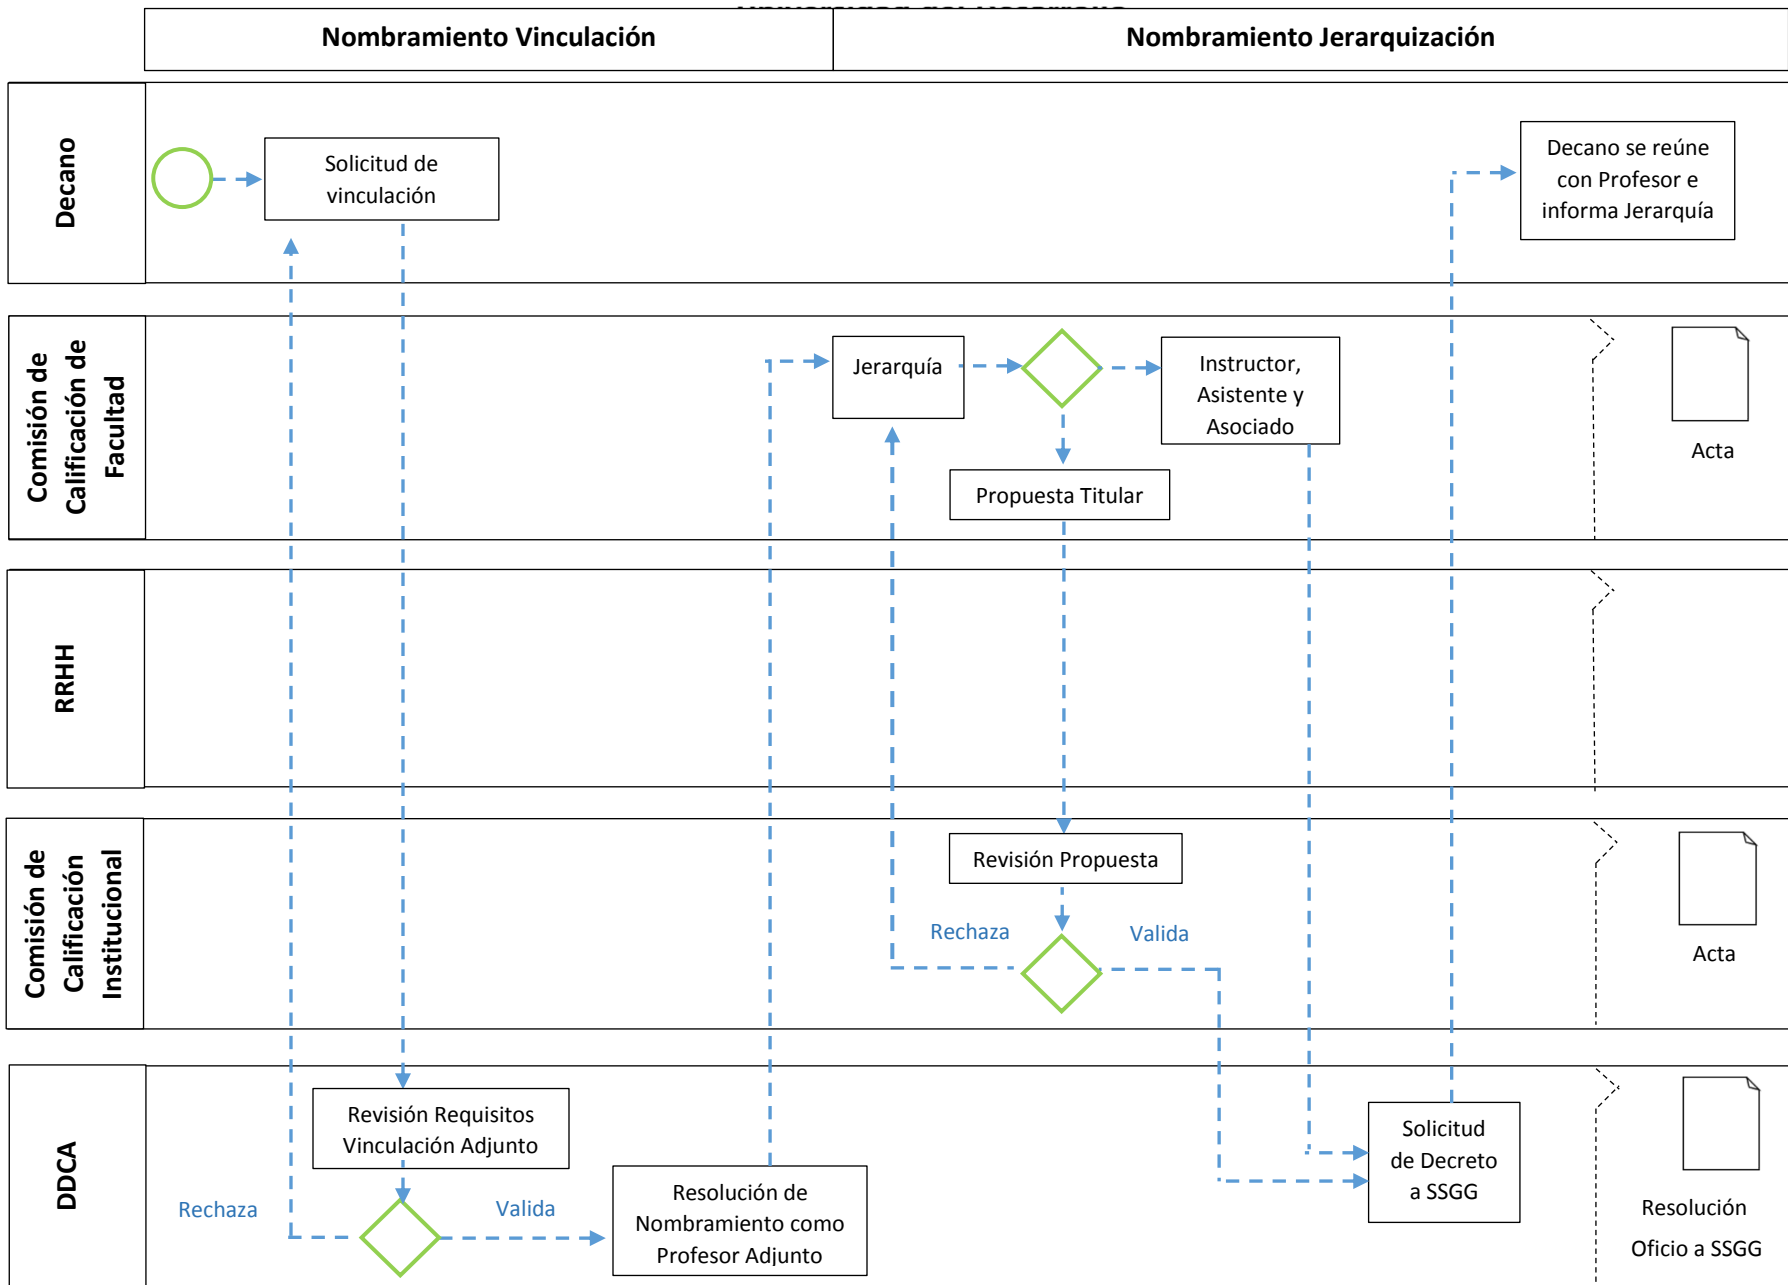 Nombramiento Vinculación
Nombramiento Jerarquización
Decano
Solicitud de
vinculación
Decano se reúne
con Profesor e
informa Jerarquía
Comisión de
Calificación de
Facultad
Jerarquía
Instructor,
Asistente y
Asociado
Propuesta Titular
Acta
RRHH
Comisión de
Calificación
Institucional
Revisión Propuesta
Rechaza
Valida
Acta
DDCA
Revisión Requisitos
Vinculación Adjunto
Rechaza
Valida
Resolución de
Nombramiento como
Profesor Adjunto
Solicitud
de Decreto
a SSGG
Resolución
Oficio a SSGG